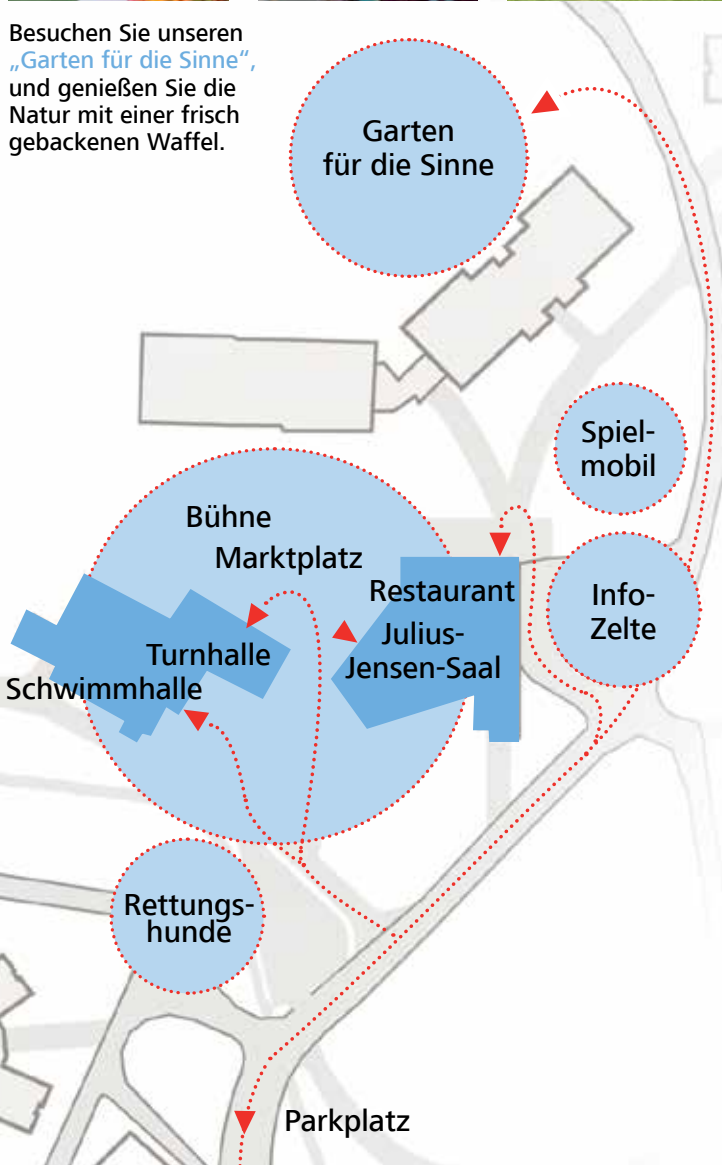 Besuchen Sie unseren
„Garten für die Sinne“,
und genießen Sie die
Natur mit einer frisch
gebackenen Waffel.
Garten
für die Sinne
Spiel-
mobil
Bühne
Marktplatz
Restaurant
Julius-
Jensen-Saal
Info-
Zelte
Turnhalle
Schwimmhalle
Rettungs-
hunde
Parkplatz